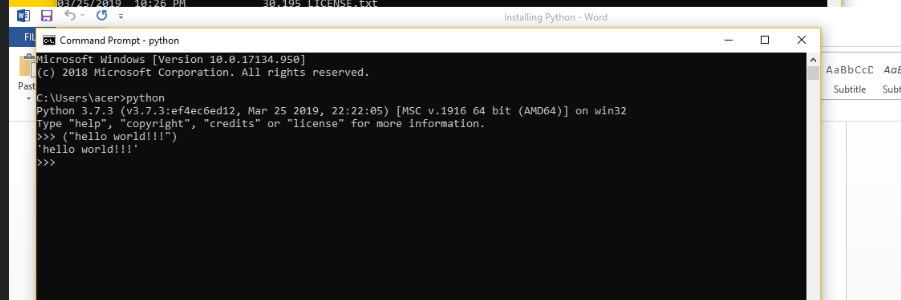 03/25/2019  10:26 PM            30,195 LICENSE.txt
Installing Python - Word
FIL
Command Prompt - python
Microsoft Windows [Version 10.0.17134.950]
(c) 2018 Microsoft Corporation. All rights reserved.
Past
AaBbCcD
Subtitle
C:\Users\acer>python
Python 3.7.3 (v3.7.3:ef4ec6ed12, Mar 25 2019, 22:22:05) [MSC v.1916 64 bit (AMD64)] on win32
Type "help", "copyright", "credits" or "license" for more information.
>>> ("hello world!!!")
'hello world!!!'
>>>